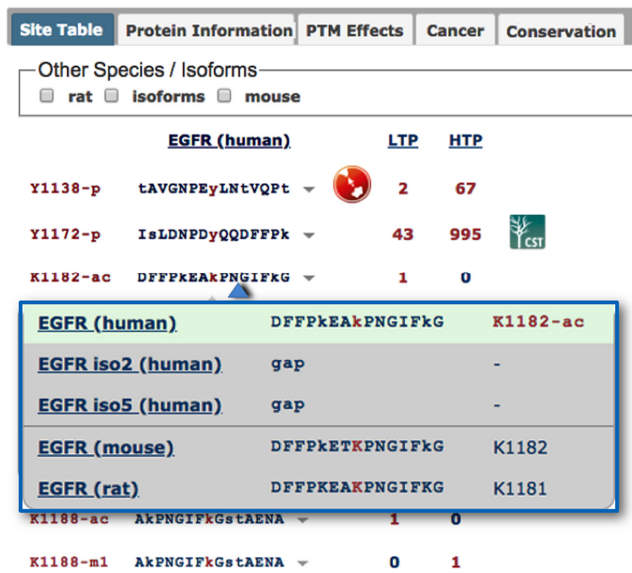 Site Table Protein Information PTM Effects Cancer Conservation
Other Species / Isoforms
rat isoforms mouse
EGFR (human) LTP HTP
Y1138-p tAVGNPEyLNtVQPt 2 67
Y1172-p IsLDNPDyQQDFFPk 43 995 CST
K1182-ac DFFPkEAkPNGIFkG 1 0
EGFR (human) DFFPkEAkPNGIFkG K1182-ac
EGFR iso2 (human) gap -
EGFR iso5 (human) gap -
EGFR (mouse) DFFPkETKPNGIFkG K1182
EGFR (rat) DFFPKEAKPNGIFKG K1181
K1188-ac AkPNGIFkGstAENA 1 0
K1188-m1 AkPNGIFkGstAENA 0 1